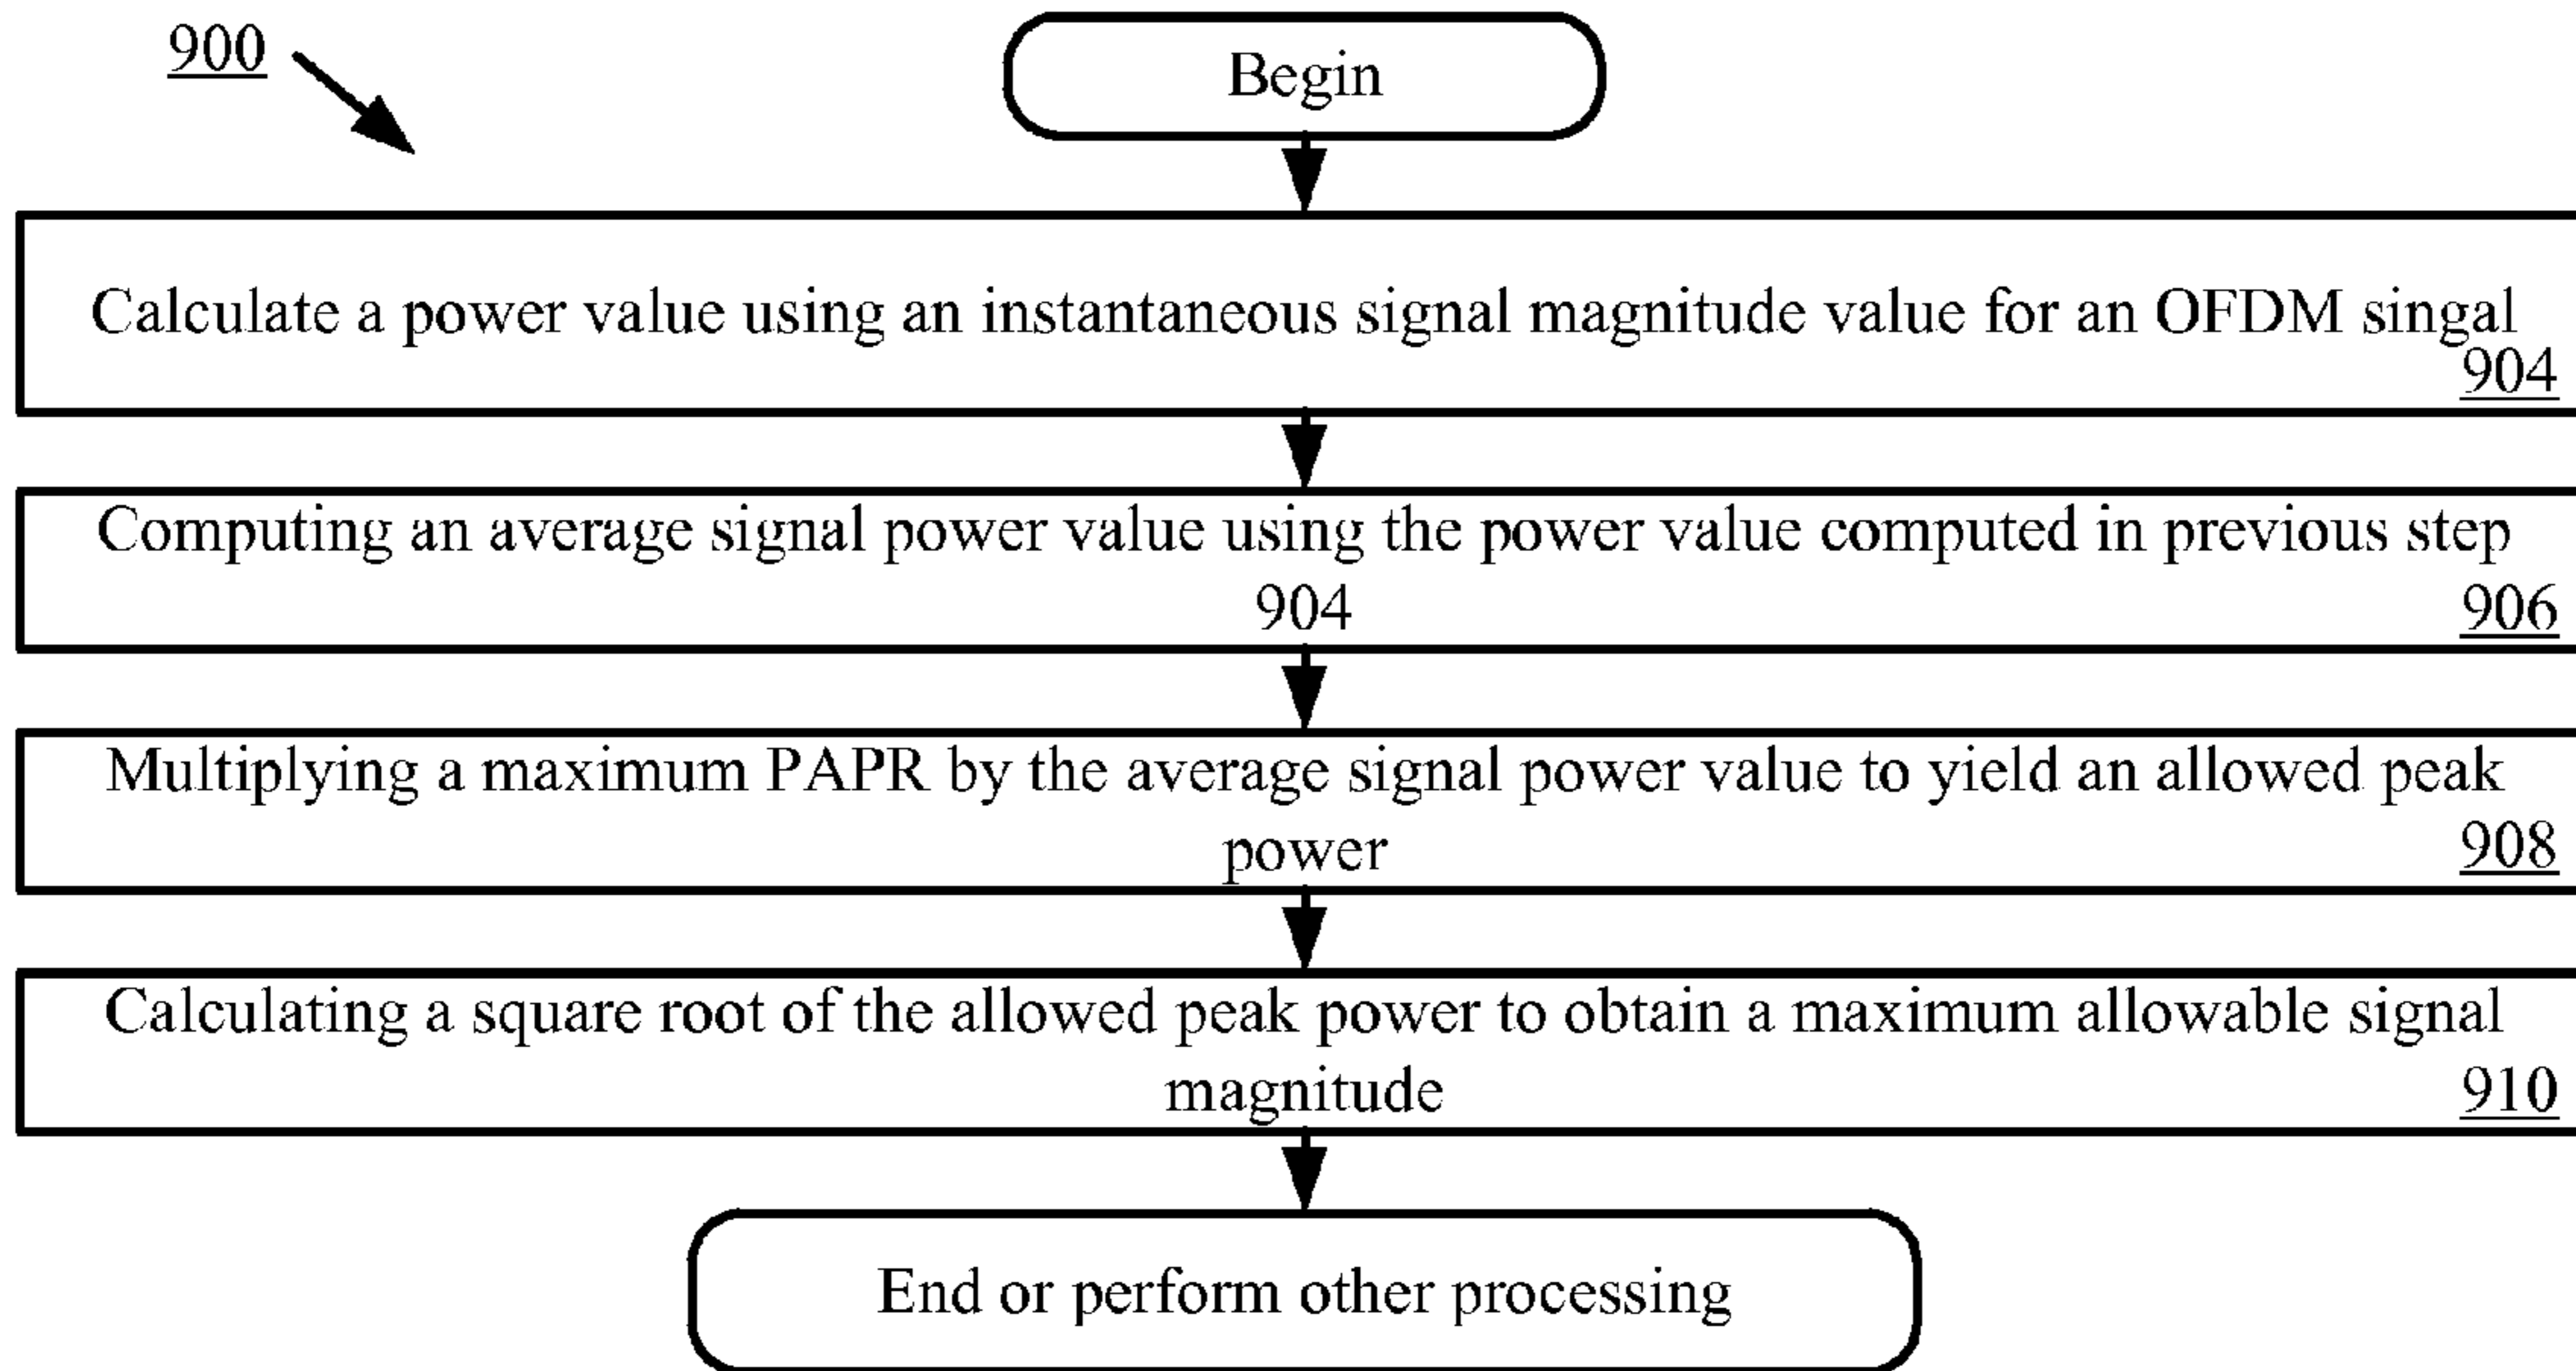 900
Begin
Calculate a power value using an instantaneous signal magnitude value for an OFDM singal
904
Computing an average signal power value using the power value computed in previous step
904
906
Multiplying a maximum PAPR by the average signal power value to yield an allowed peak
power
908
Calculating a square root of the allowed peak power to obtain a maximum allowable signal
magnitude
910
End or perform other processing